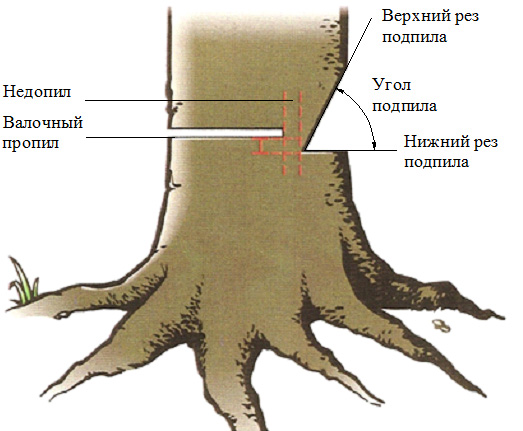 Верхний рез
подпила
Угол
подпила
Недопил
Валочный
пропил
Нижний рез
подпила